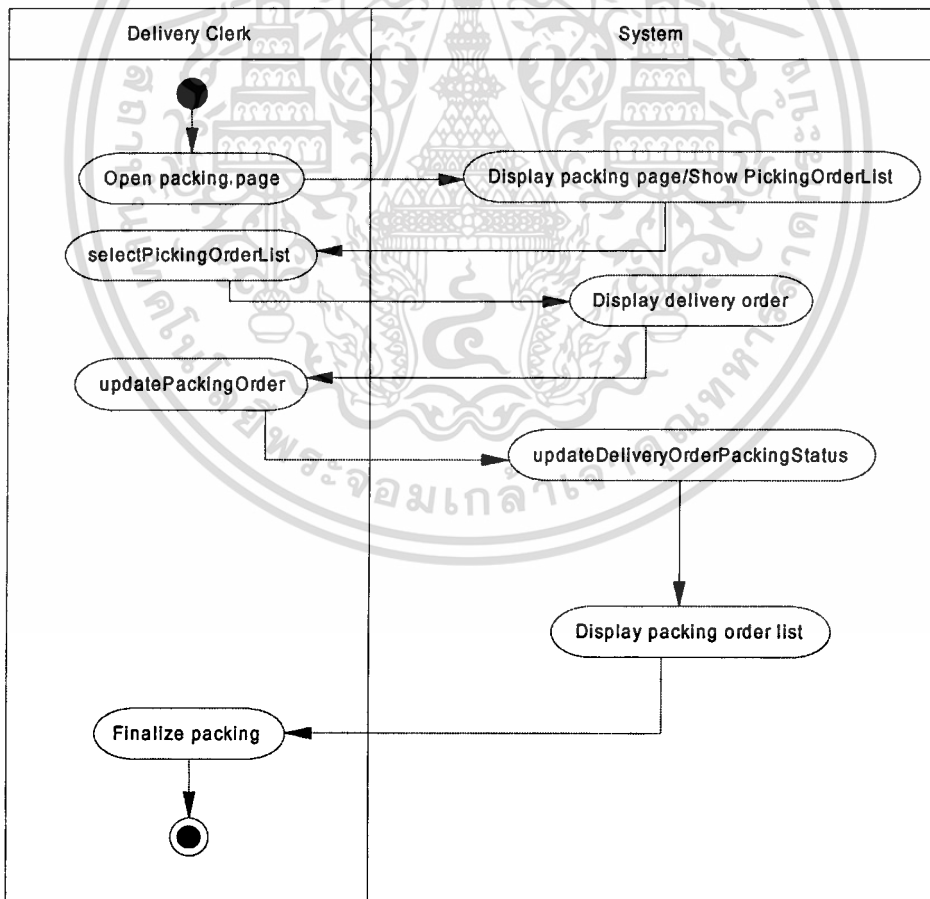 Delivery Clerk
System
Open packing page
Display packing page/Show PickingOrderList
selectPickingOrderList
Display delivery order
updatePackingOrder
updateDeliveryOrderPackingStatus
Display packing order list
Finalize packing